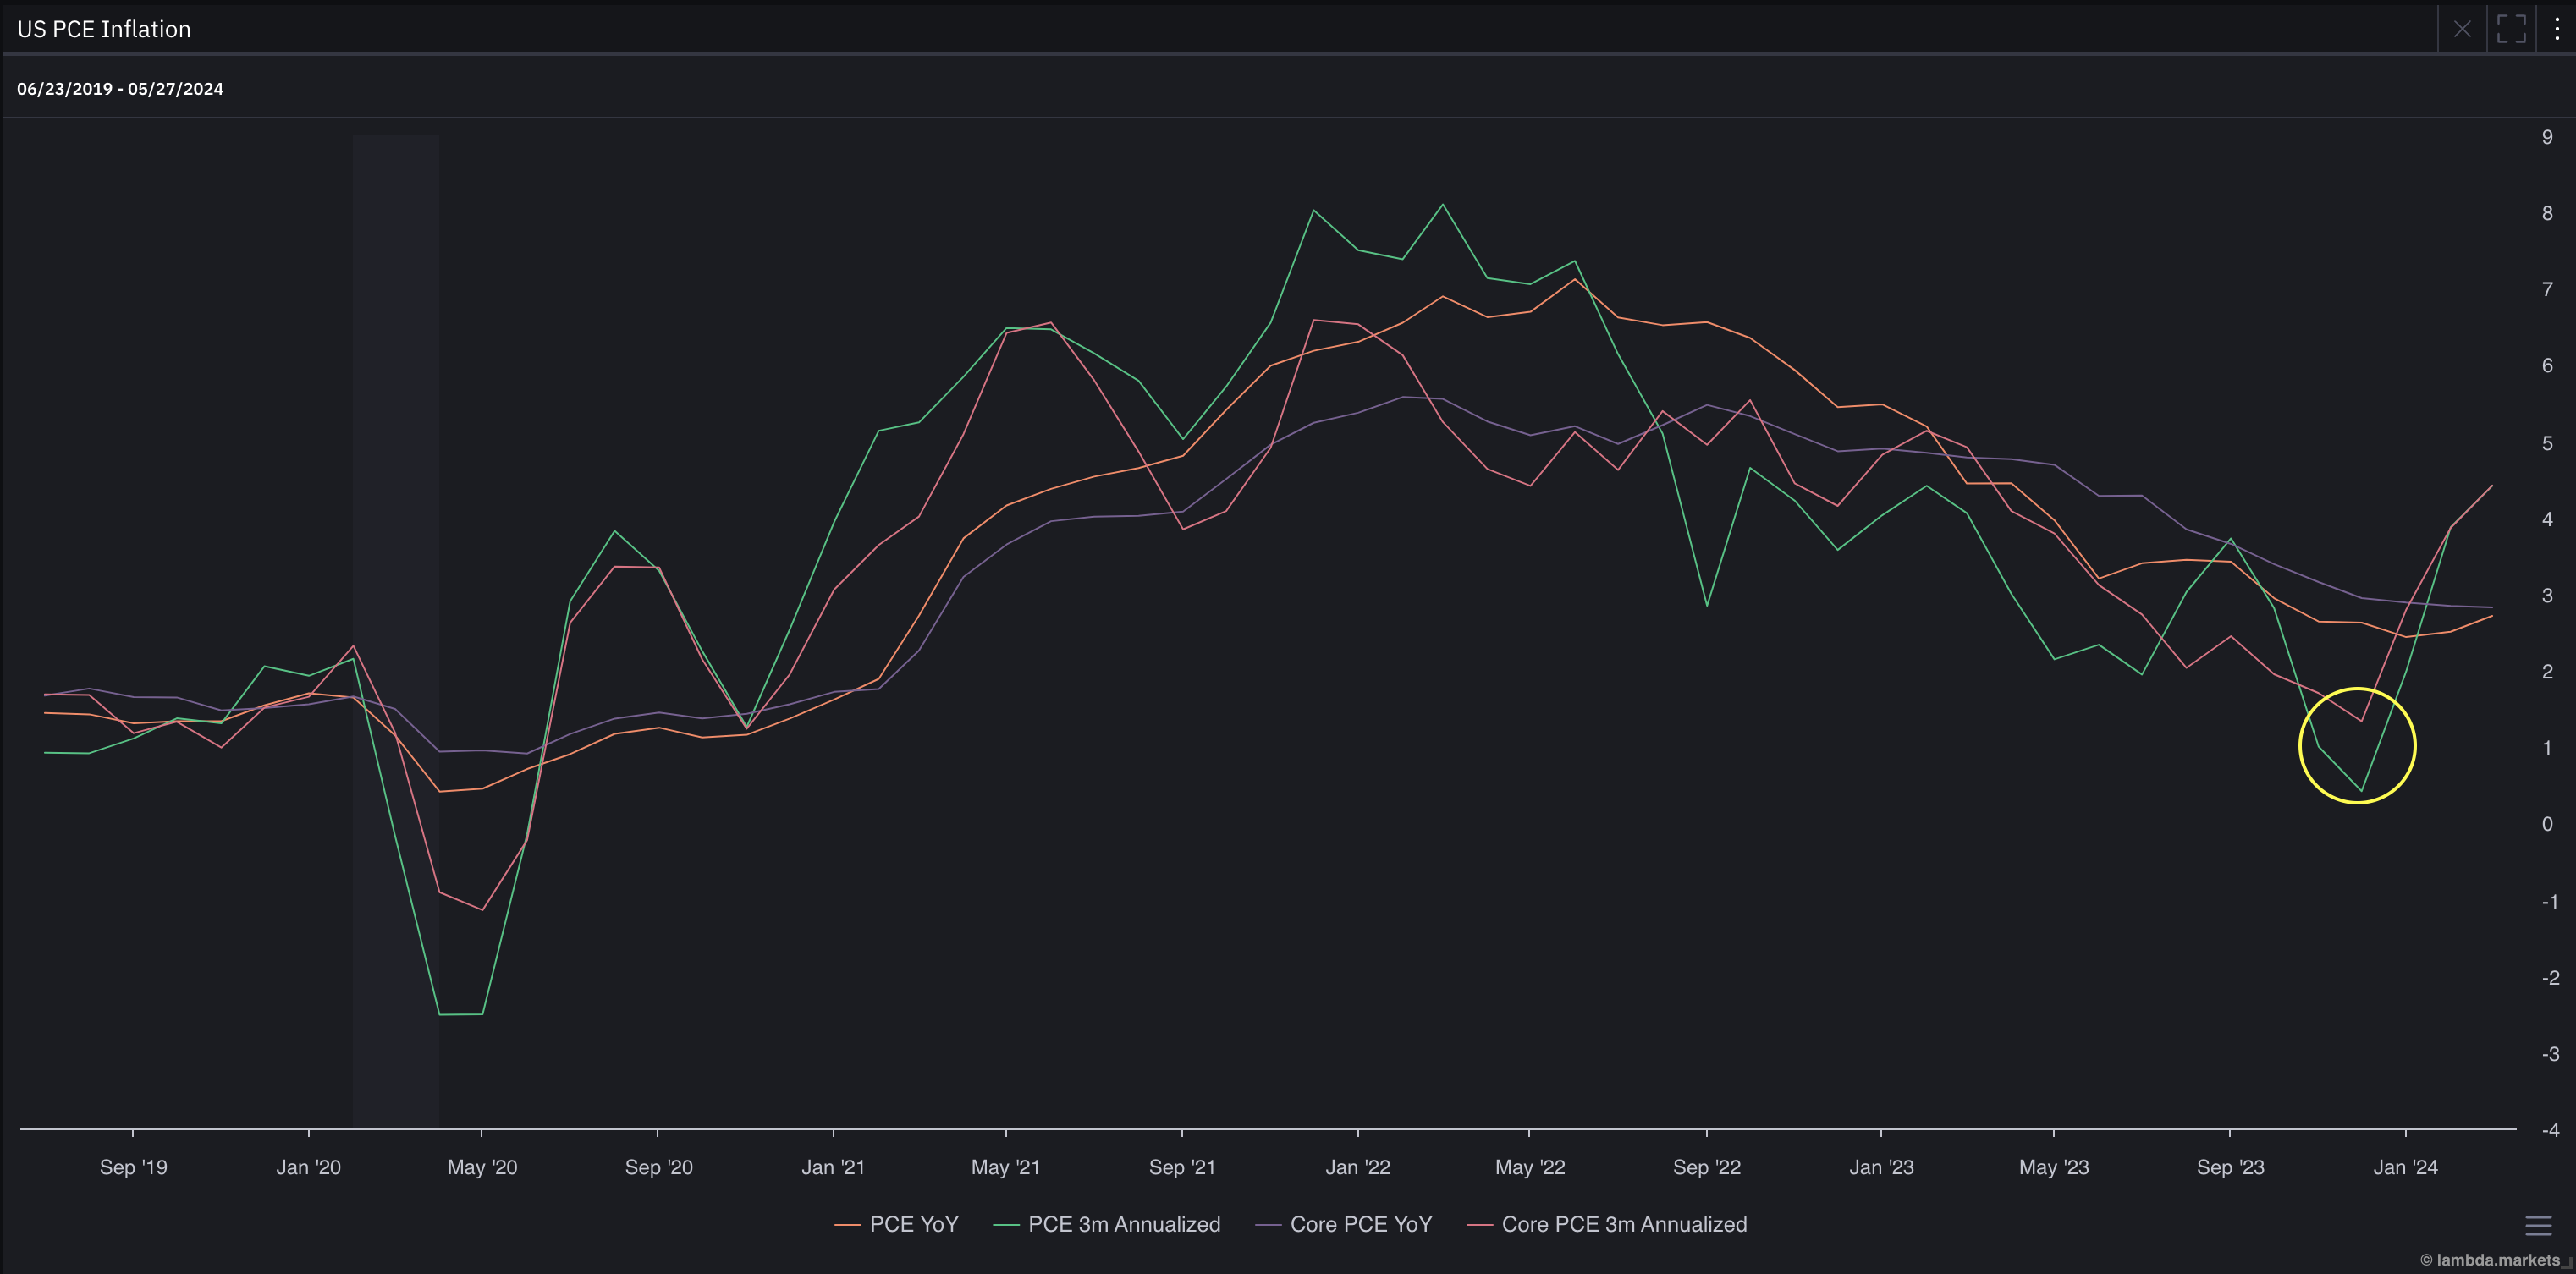 US PCE Inflation
06/23/2019 - 05/27/2024
9
8
7
6
5
4
3
2
1
0
-1
-2
-3
-4
Sep '19 Jan '20 May '20 Sep '20 Jan '21 May '21 Sep '21 Jan '22 May '22 Sep '22 Jan '23 May '23 Sep '23 Jan '24
PCE YoY PCE 3m Annualized Core PCE YoY Core PCE 3m Annualized
© lambda.markets